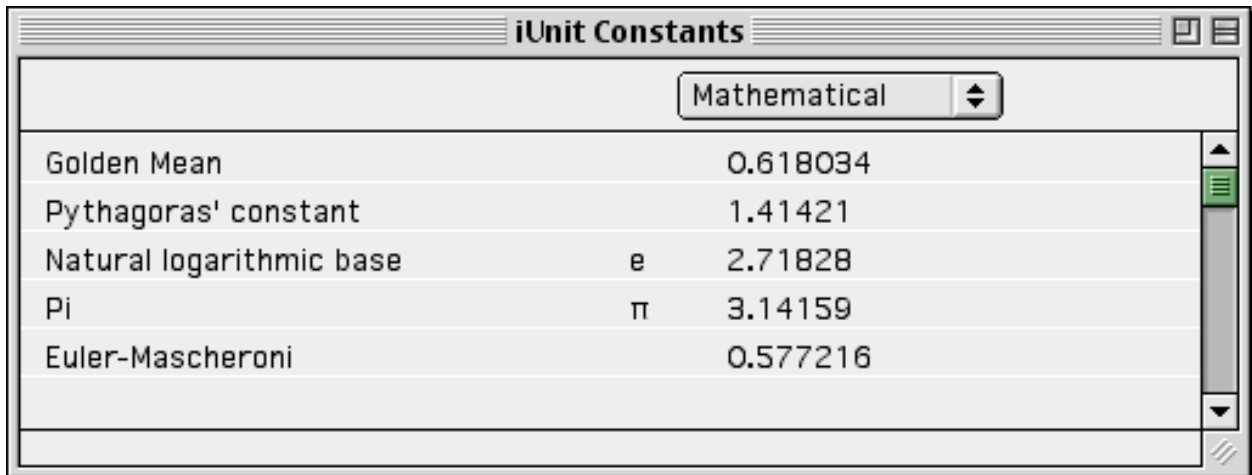 iUnit Constants
Mathematical
Golden Mean 0.618034
Pythagoras' constant 1.41421
Natural logarithmic base e 2.71828
Pi π 3.14159
Euler-Mascheroni 0.577216